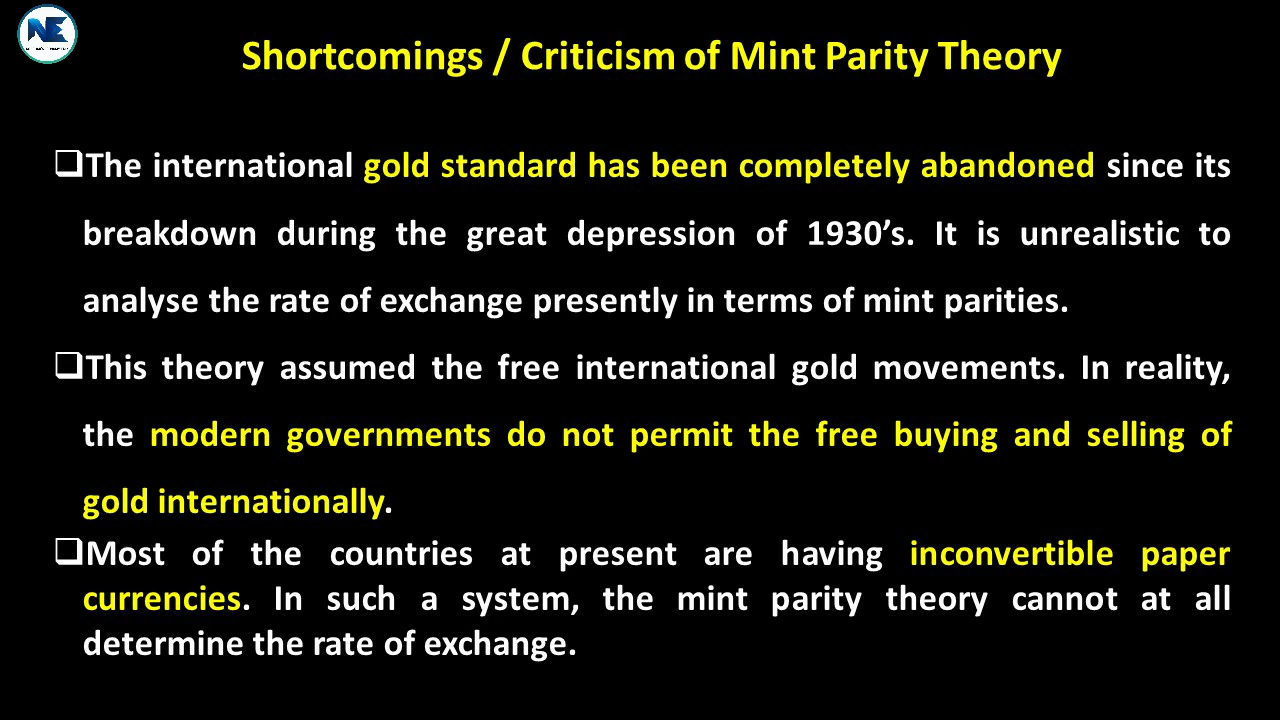 NE
Shortcomings / Criticism of Mint Parity Theory
❑The international gold standard has been completely abandoned since its
breakdown during the great depression of 1930’s. It is unrealistic to
analyse the rate of exchange presently in terms of mint parities.
❑This theory assumed the free international gold movements. In reality,
the modern governments do not permit the free buying and selling of
gold internationally.
❑Most of the countries at present are having inconvertible paper
currencies. In such a system, the mint parity theory cannot at all
determine the rate of exchange.